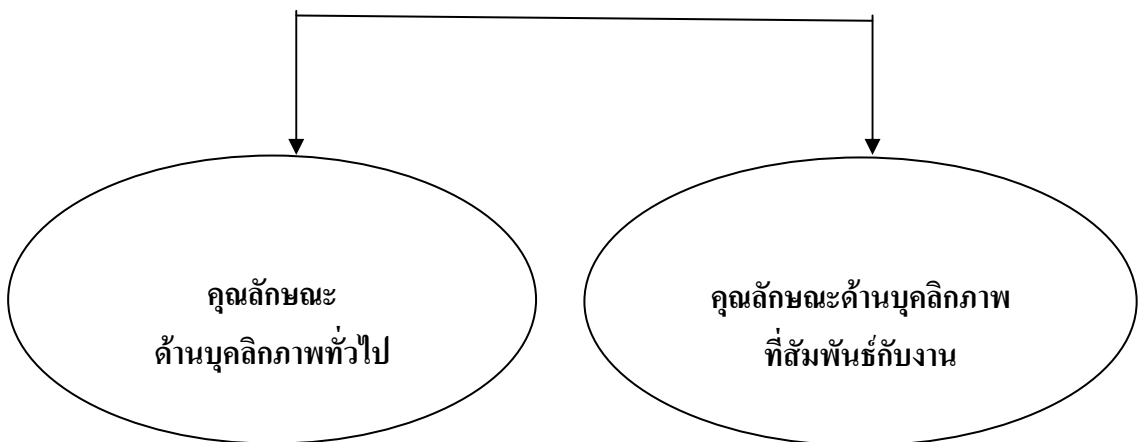 คุณลักษณะ
ด้านบุคลิกภาพทั่วไป
คุณลักษณะด้านบุคลิกภาพ
ที่สัมพันธ์กับงาน